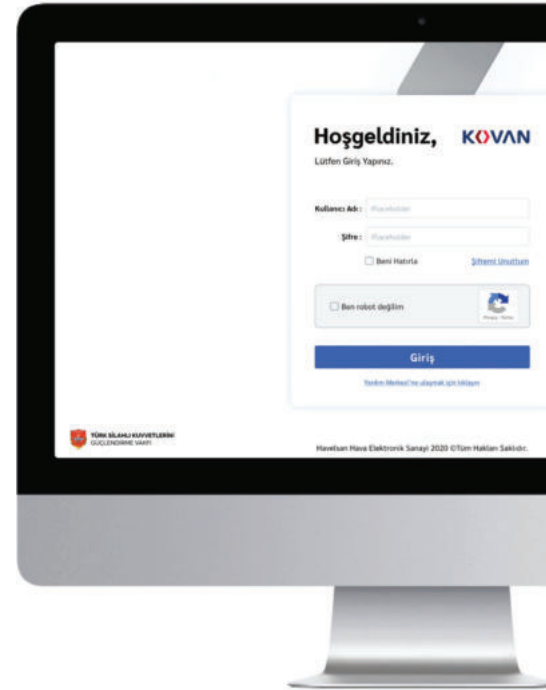 Hoşgeldiniz,
KOVAN
Lütfen Giriş Yapınız.
Kullanıcı Adı :
Placeholder
Şifre :
Placeholder
Beni Hatırla
Şifremi Unuttum
Ben robot değilim
Giriş
Yardım Merkezi'ne ulaşmak için tıklayın
TÜRK SİLAHLI KUVVETLERİNİ
GÜÇLENDİRME VAKFI
Havelsan Hava Elektronik Sanayi 2020 ©Tüm Hakları Saklıdır.